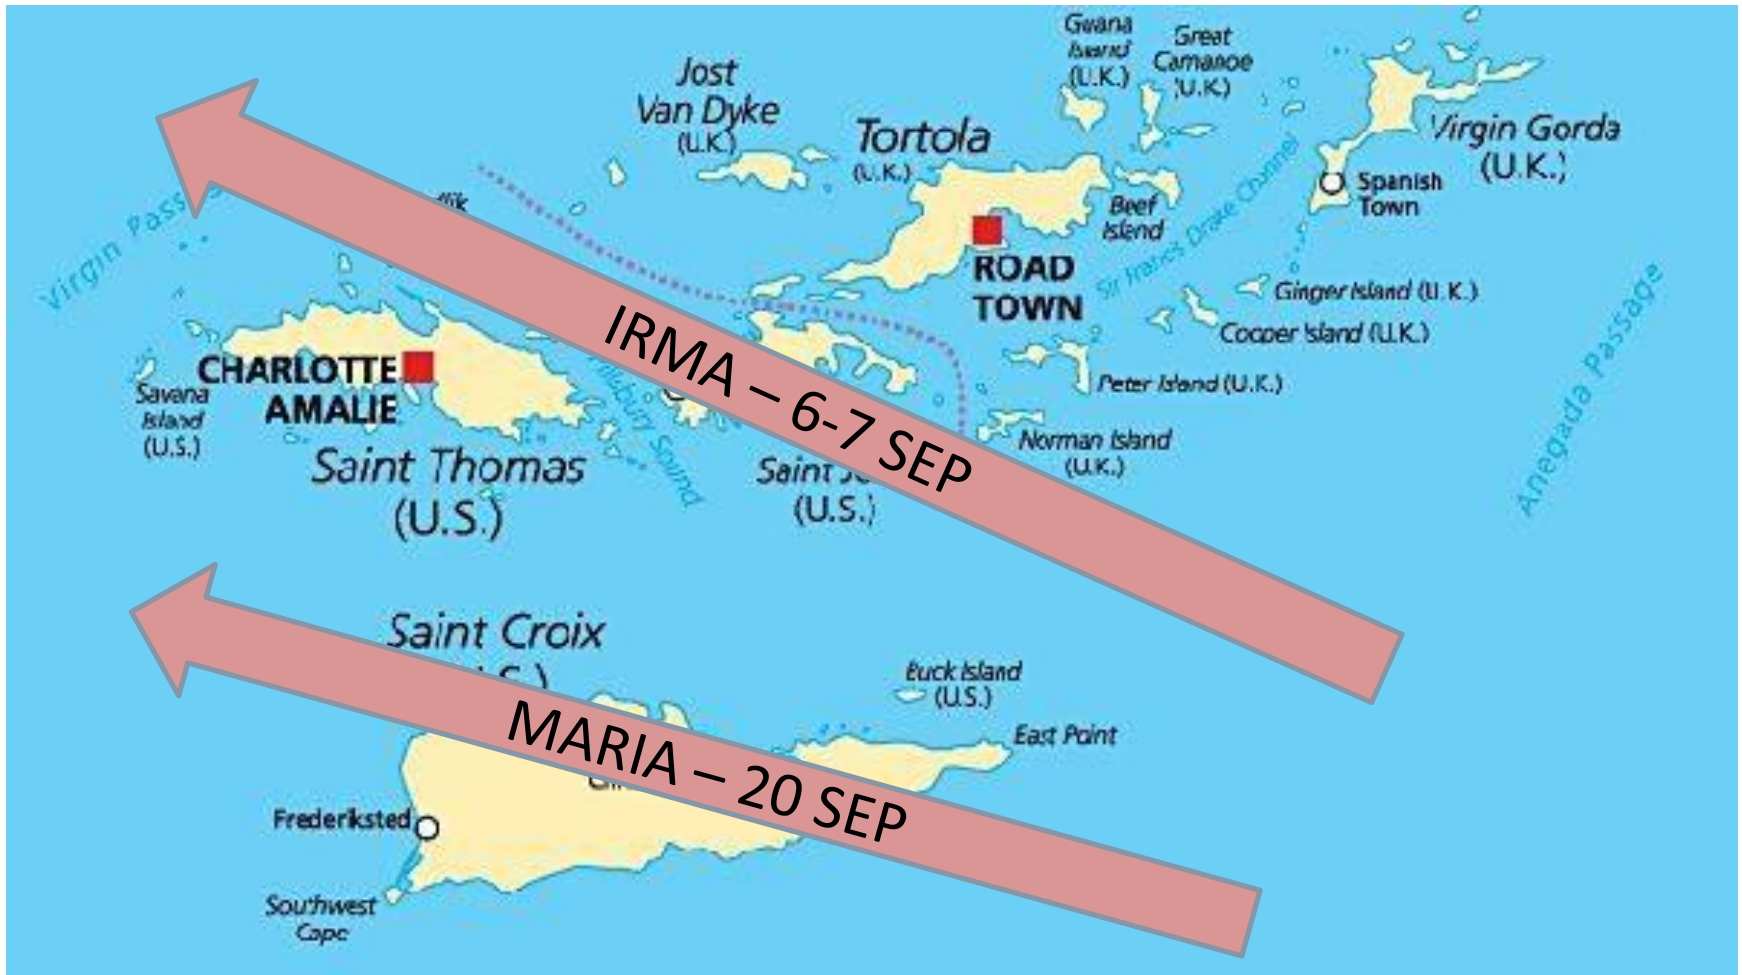 Guana
Island
(U.K.)
Great
Camanoe
(U.K.)
Jost
Van Dyke
(U.K.)
Tortola
(U.K.)
Virgin Gorda
(U.K.)
Spanish
Town
Beef
Island
Sir Francis Drake Channel
ROAD
TOWN
Ginger Island (U.K.)
Cooper Island (U.K.)
Virgin
Anegada Passage
IRMA – 6-7 SEP
CHARLOTTE
AMALIE
Savana
Island
(U.S.)
Peter Island (U.K.)
Norman Island
(U.K.)
Saint Thomas
(U.S.)
Sound
Saint
(U.S.)
Saint Croix
Buck Island
(U.S.)
East Point
MARIA – 20 SEP
Frederiksted
Southwest
Cape